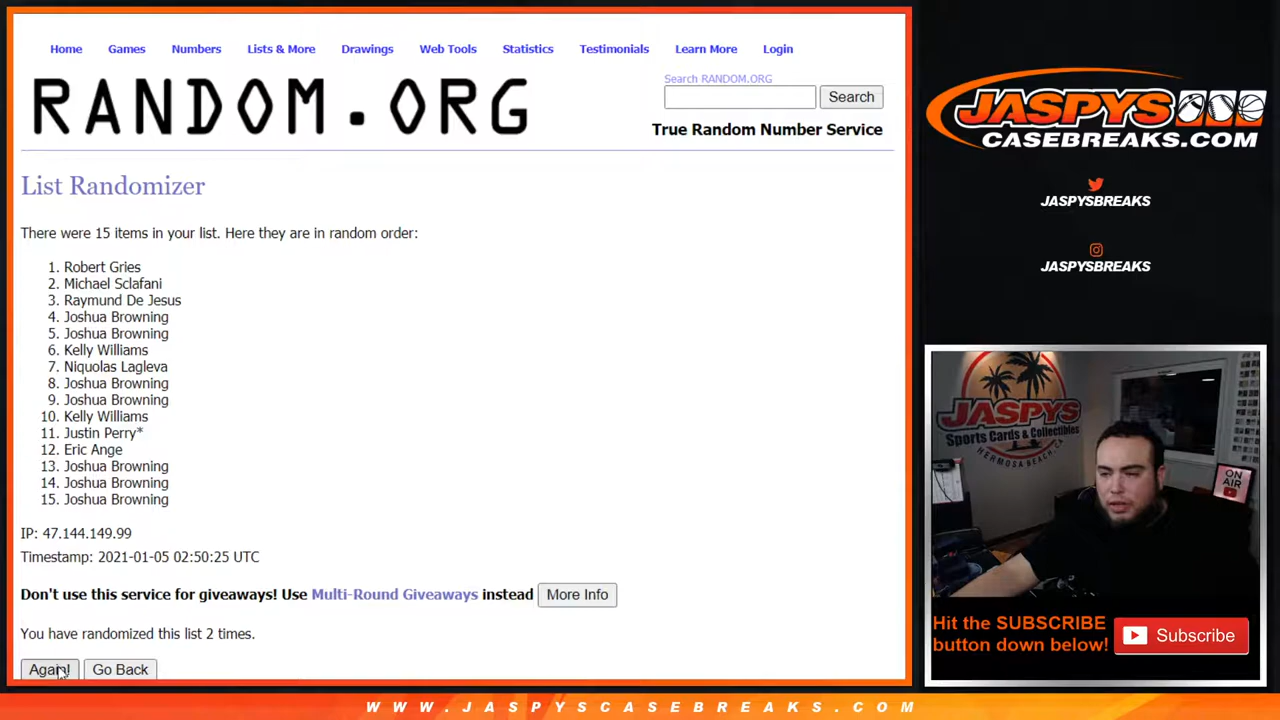 Home Games Numbers Lists & More Drawings Web Tools Statistics Testimonials Learn More Login
RANDOM.ORG
Search RANDOM.ORG
Search
True Random Number Service
List Randomizer
There were 15 items in your list. Here they are in random order:
1. Robert Gries
2. Michael Sclafani
3. Raymund De Jesus
4. Joshua Browning
5. Joshua Browning
6. Kelly Williams
7. Niquolas Lagleva
8. Joshua Browning
9. Joshua Browning
10. Kelly Williams
11. Justin Perry*
12. Eric Ange
13. Joshua Browning
14. Joshua Browning
15. Joshua Browning
IP: 47.144.149.99
Timestamp: 2021-01-05 02:50:25 UTC
Don't use this service for giveaways! Use Multi-Round Giveaways instead More Info
You have randomized this list 2 times.
Again! Go Back
JASPYS
CASEBREAKS.COM
JASPYSBREAKS
JASPYSBREAKS
JASPYS
Sports Cards & Collectibles
HERMOSA BEACH, CA
ON
AIR
Hit the SUBSCRIBE
button down below!
Subscribe
WWW.JASPYSCASEBREAKS.COM